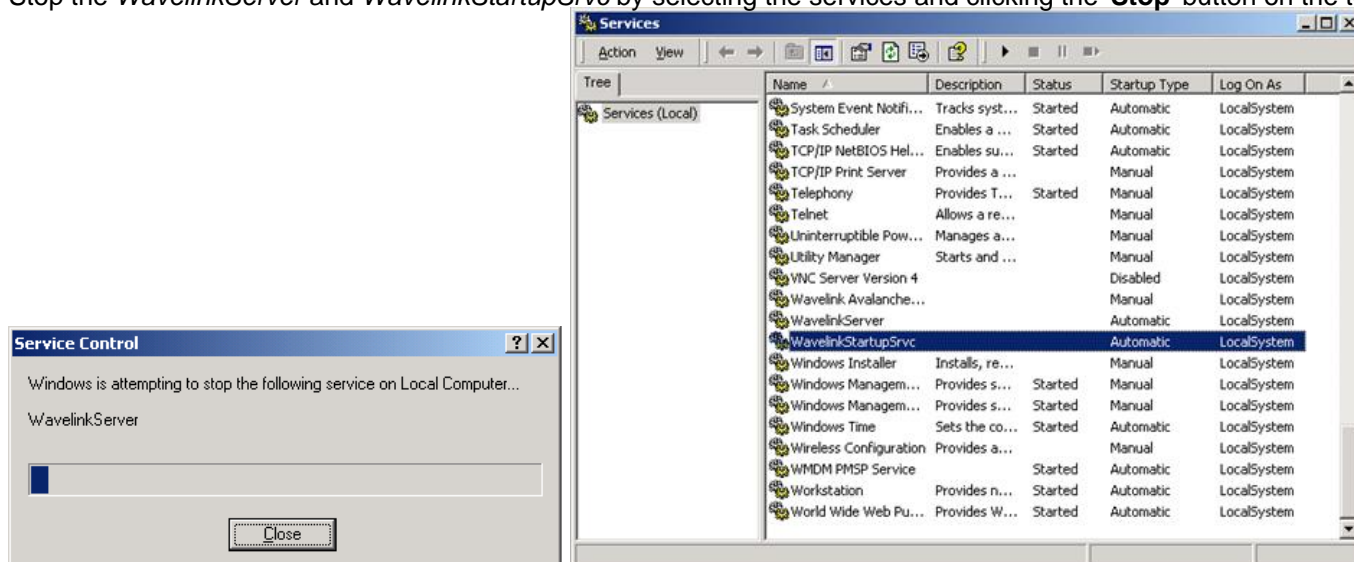 Stop the WavelinkServer and WavelinkStartupSrvc by selecting the services and clicking the 'Stop' button on the t
Services
Action View
Tree
Name Description Status Startup Type Log On As
Services (Local)
System Event Notifi... Tracks syst... Started Automatic LocalSystem
Task Scheduler Enables a ... Started Automatic LocalSystem
TCP/IP NetBIOS Hel... Enables su... Started Automatic LocalSystem
TCP/IP Print Server Provides a ... Manual LocalSystem
Telephony Provides T... Started Manual LocalSystem
Telnet Allows a re... Manual LocalSystem
Uninterruptible Pow... Manages a... Manual LocalSystem
Utility Manager Starts and ... Manual LocalSystem
VNC Server Version 4 Disabled LocalSystem
Wavelink Avalanche... Manual LocalSystem
WavelinkServer Automatic LocalSystem
WavelinkStartupSrvc Automatic LocalSystem
Windows Installer Installs, re... Manual LocalSystem
Windows Managem... Provides s... Started Manual LocalSystem
Windows Managem... Provides s... Started Manual LocalSystem
Windows Time Sets the co... Started Automatic LocalSystem
Wireless Configuration Provides a... Manual LocalSystem
WMDM PMSP Service Started Automatic LocalSystem
Workstation Provides n... Started Automatic LocalSystem
World Wide Web Pu... Provides W... Started Automatic LocalSystem
Service Control
Windows is attempting to stop the following service on Local Computer...
WavelinkServer
Close